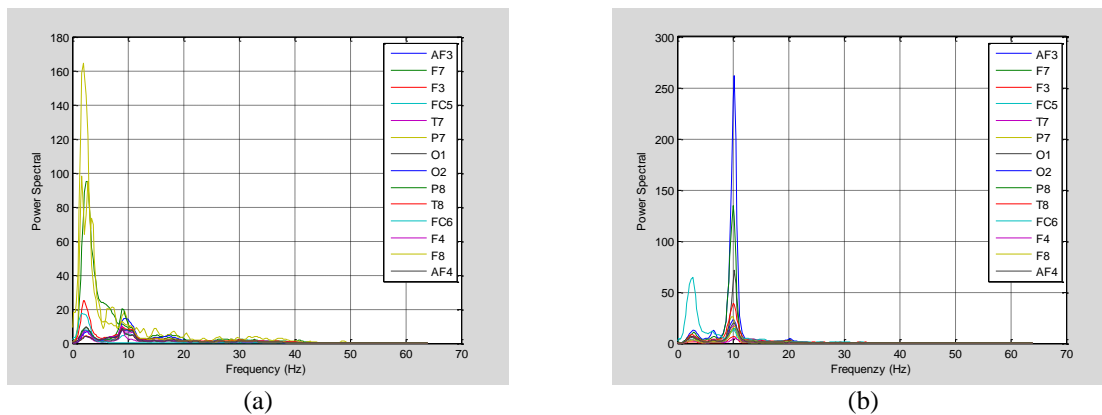 180
160
140
120
100
80
60
40
20
0
Power Spectral
0 10 20 30 40 50 60 70
Frequency (Hz)
AF3
F7
F3
FC5
T7
P7
O1
O2
P8
T8
FC6
F4
F8
AF4
(a)
300
250
200
150
100
50
0
Power Spectral
0 10 20 30 40 50 60 70
Frequenzy (Hz)
AF3
F7
F3
FC5
T7
P7
O1
O2
P8
T8
FC6
F4
F8
AF4
(b)